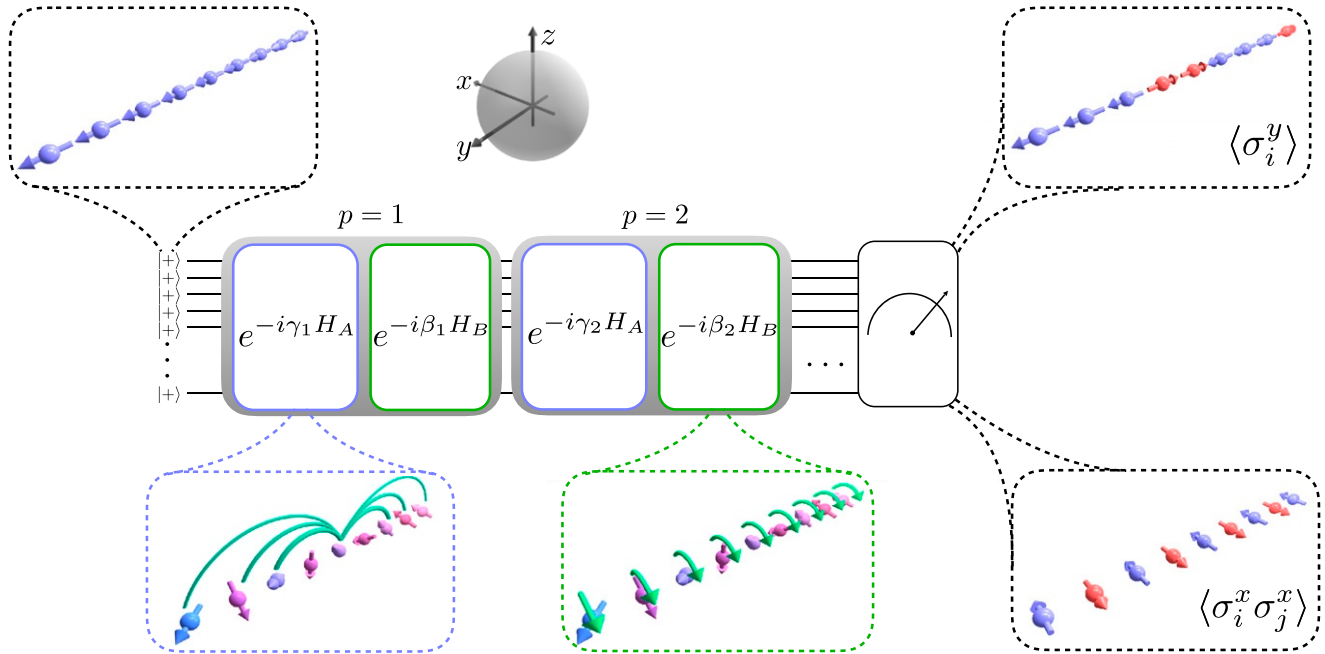 z
x
y
⟨σ_i^y⟩
p = 1
p = 2
|+⟩
|+⟩
|+⟩
|+⟩
|+⟩
e^{-iγ_1 H_A}
e^{-iβ_1 H_B}
e^{-iγ_2 H_A}
e^{-iβ_2 H_B}
· · ·
|+⟩
⟨σ_i^x σ_j^x⟩